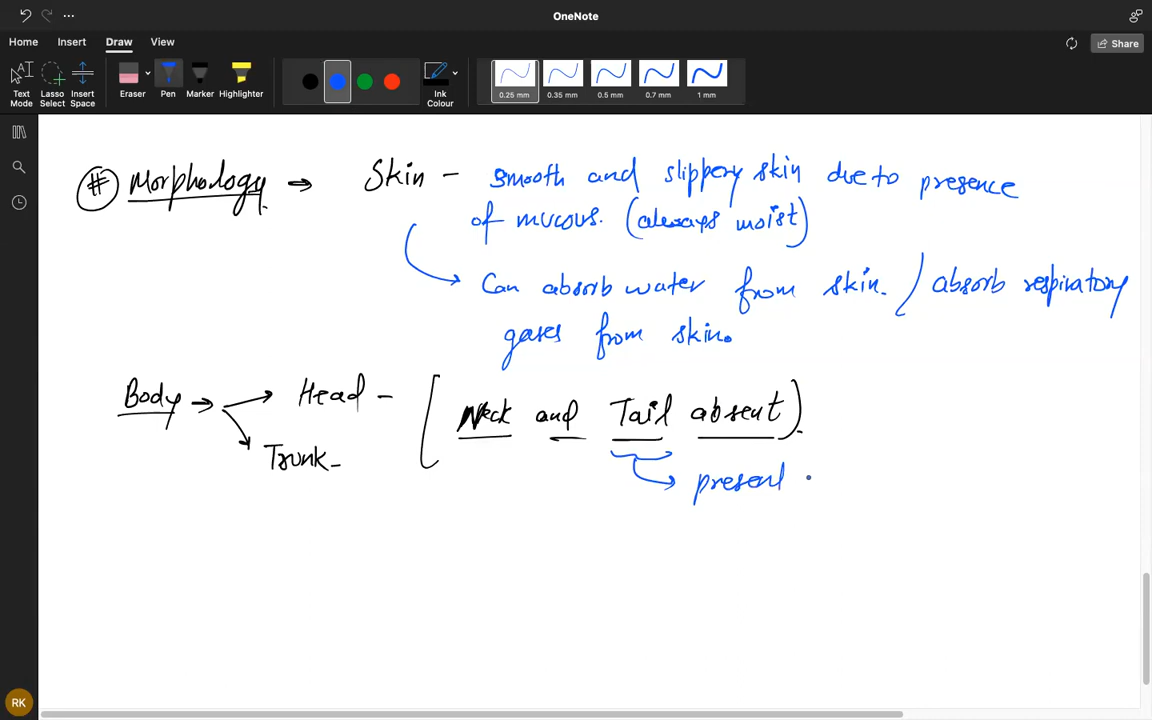 OneNote
Home Insert Draw View
Share
Text Mode Lasso Select Insert Space Eraser Pen Marker Highlighter Ink Colour 0.25 mm 0.35 mm 0.5 mm 0.7 mm 1 mm
# Morphology → Skin - Smooth and slippery skin due to presence
of mucous. (always moist)
→ Can absorb water from skin. / absorb respiratory
gases from skin.
Body → → Head - [Neck and Tail absent).
Trunk-
→ present
RK